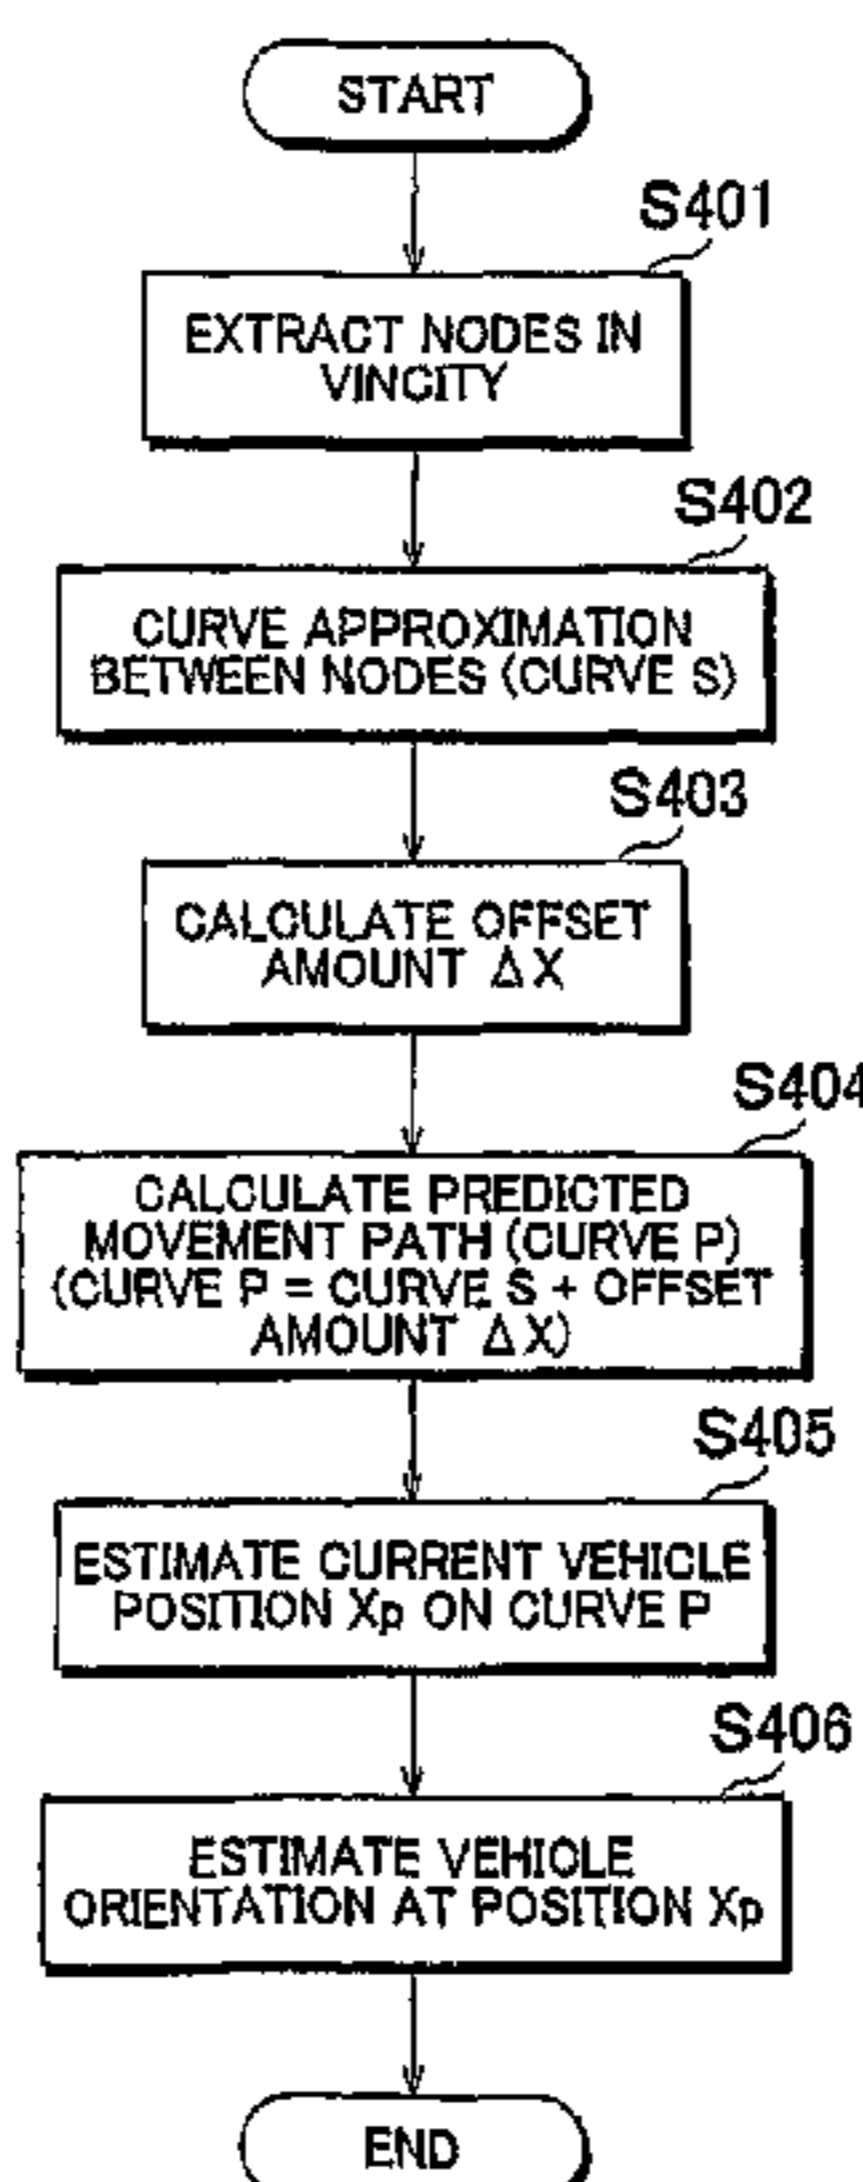 START
S401
EXTRACT NODES IN
VINCITY
S402
CURVE APPROXIMATION
BETWEEN NODES (CURVE S)
S403
CALCULATE OFFSET
AMOUNT ΔX
S404
CALCULATE PREDICTED
MOVEMENT PATH (CURVE P)
(CURVE P = CURVE S + OFFSET
AMOUNT ΔX)
S405
ESTIMATE CURRENT VEHICLE
POSITION Xp ON CURVE P
S406
ESTIMATE VEHICLE
ORIENTATION AT POSITION Xp
END